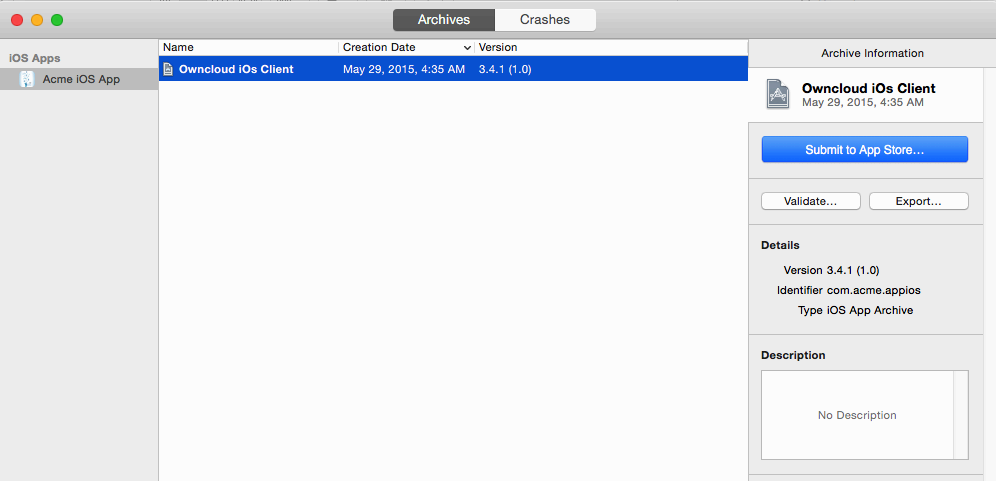 Archives Crashes
iOS Apps
Acme iOS App
Name Creation Date Version
Owncloud iOs Client May 29, 2015, 4:35 AM 3.4.1 (1.0)
Archive Information
Owncloud iOs Client
May 29, 2015, 4:35 AM
Submit to App Store...
Validate... Export...
Details
Version 3.4.1 (1.0)
Identifier com.acme.appios
Type iOS App Archive
Description
No Description